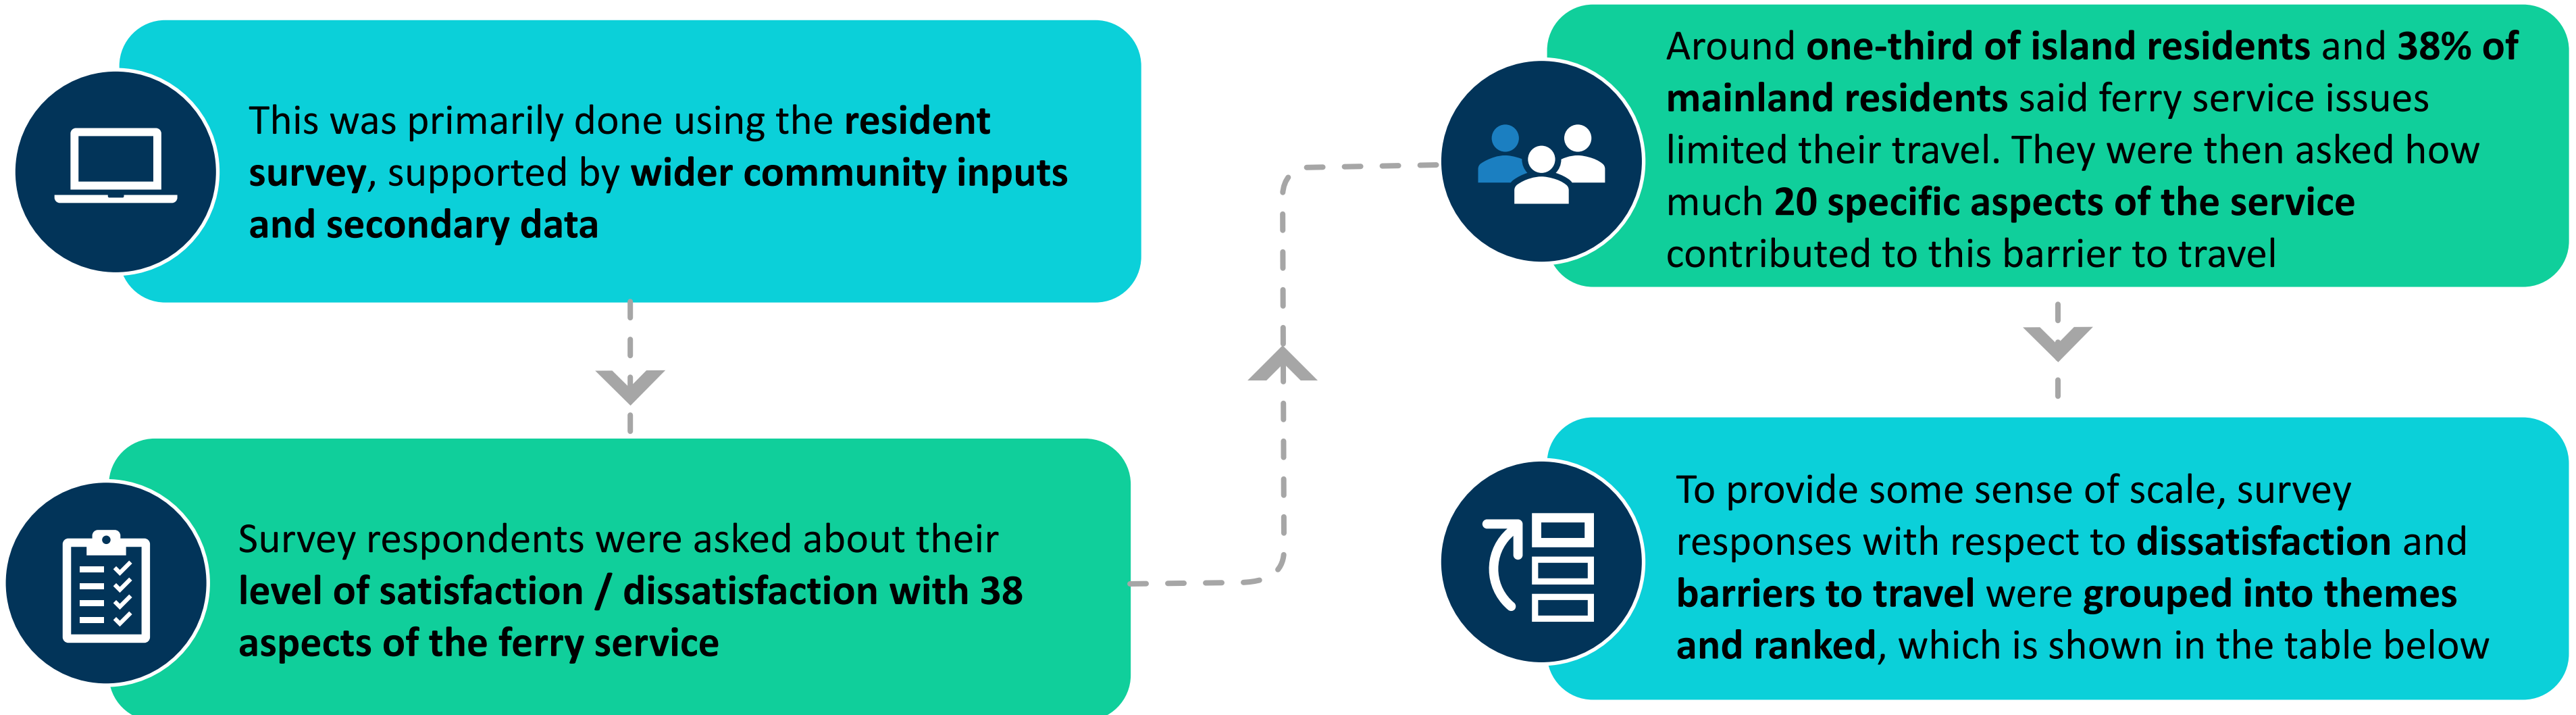 This was primarily done using the resident
survey, supported by wider community inputs
and secondary data
Survey respondents were asked about their
level of satisfaction / dissatisfaction with 38
aspects of the ferry service
Around one-third of island residents and 38% of
mainland residents said ferry service issues
limited their travel. They were then asked how
much 20 specific aspects of the service
contributed to this barrier to travel
To provide some sense of scale, survey
responses with respect to dissatisfaction and
barriers to travel were grouped into themes
and ranked, which is shown in the table below